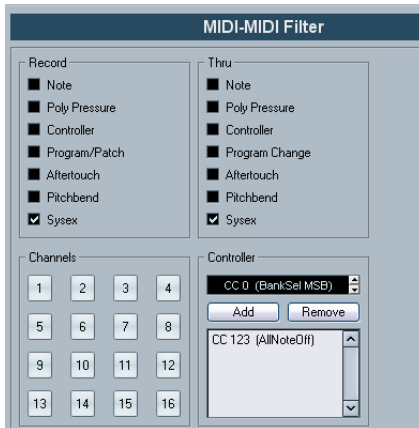 MIDI-MIDI Filter
Record
Note
Poly Pressure
Controller
Program/Patch
Aftertouch
Pitchbend
Sysex
Thru
Note
Poly Pressure
Controller
Program Change
Aftertouch
Pitchbend
Sysex
Channels
1 2 3 4
5 6 7 8
9 10 11 12
13 14 15 16
Controller
CC 0 (BankSel MSB)
Add Remove
CC 123 (AllNoteOff)